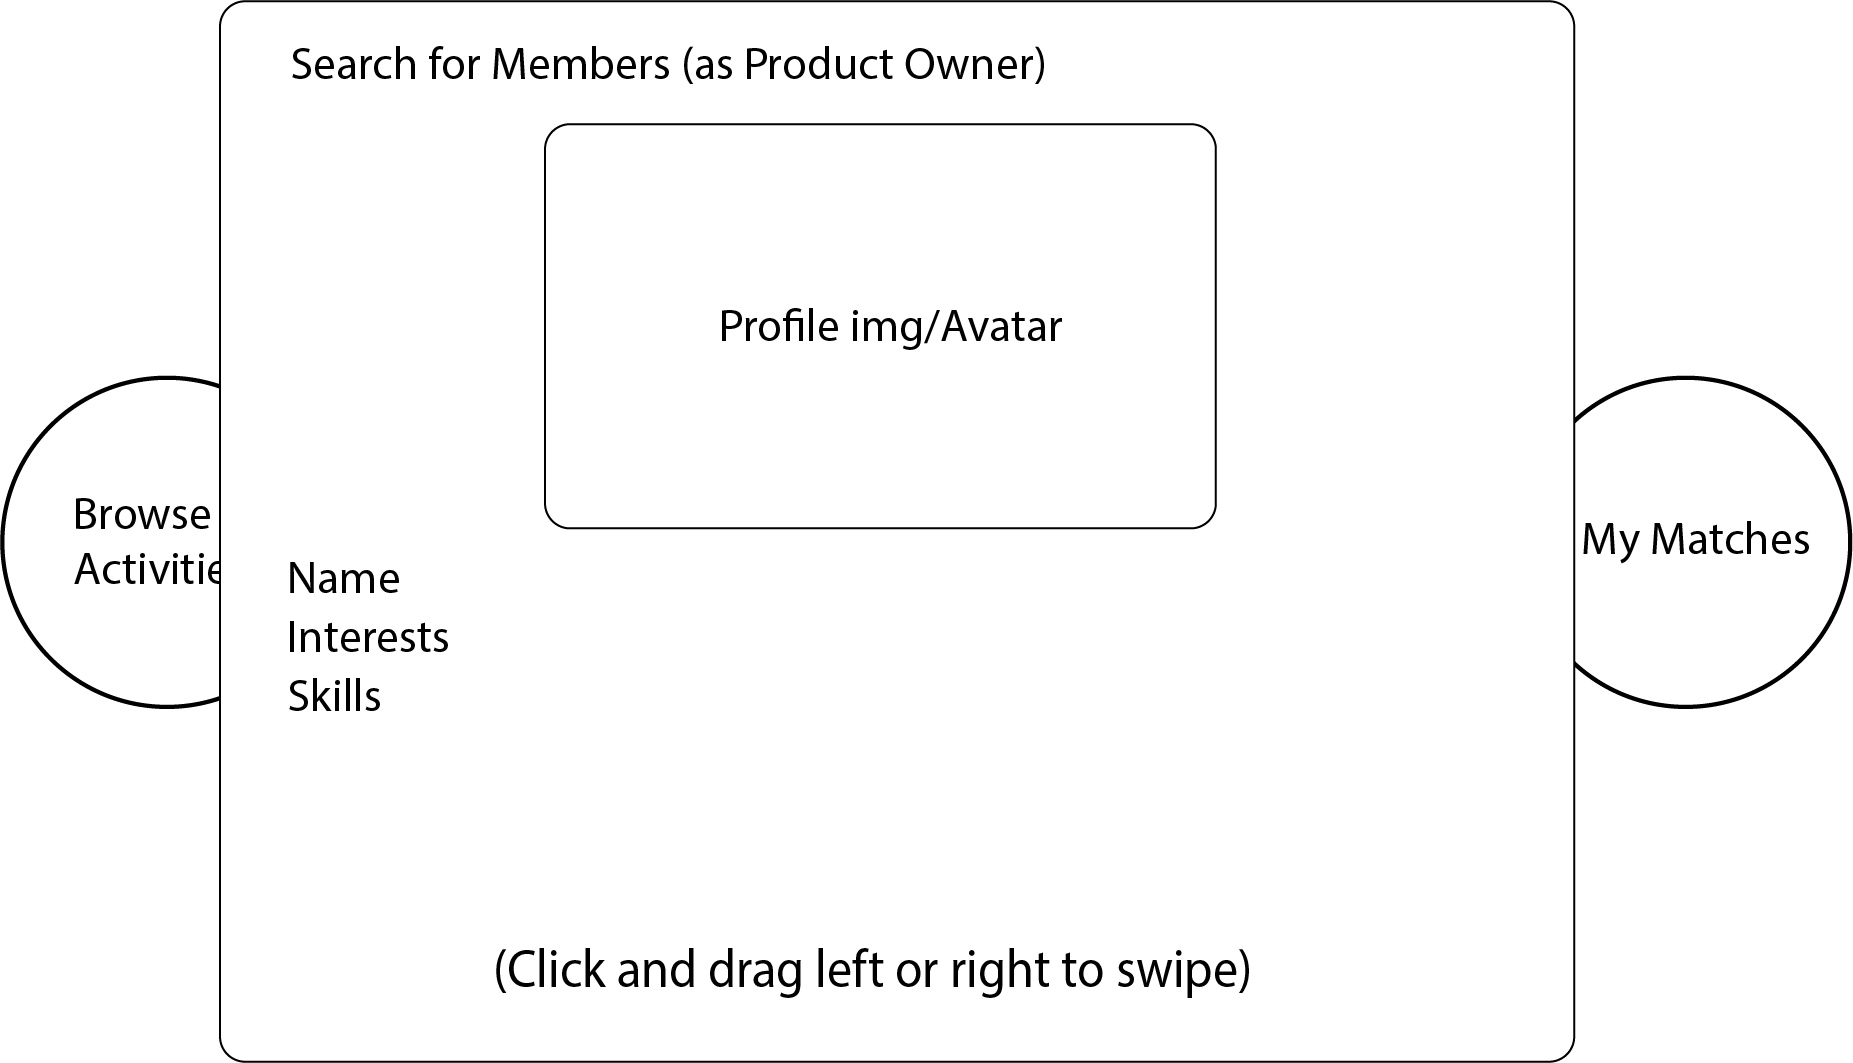 Search for Members (as Product Owner)
Profile img/Avatar
Browse
Activitie
My Matches
Name
Interests
Skills
(Click and drag left or right to swipe)